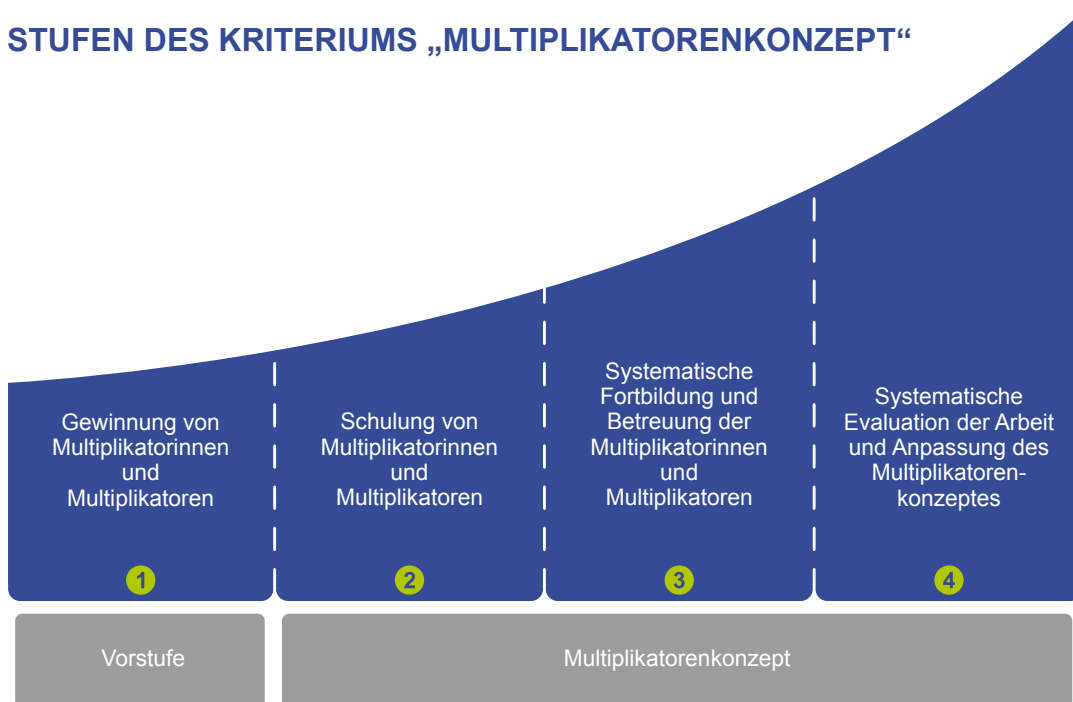 STUFEN DES KRITERIUMS „MULTIPLIKATORENKONZEPT“
Gewinnung von
Multiplikatorinnen
und
Multiplikatoren
1
Schulung von
Multiplikatorinnen
und
Multiplikatoren
2
Systematische
Fortbildung und
Betreuung der
Multiplikatorinnen
und
Multiplikatoren
3
Systematische
Evaluation der Arbeit
und Anpassung des
Multiplikatoren-
konzeptes
4
Vorstufe
Multiplikatorenkonzept